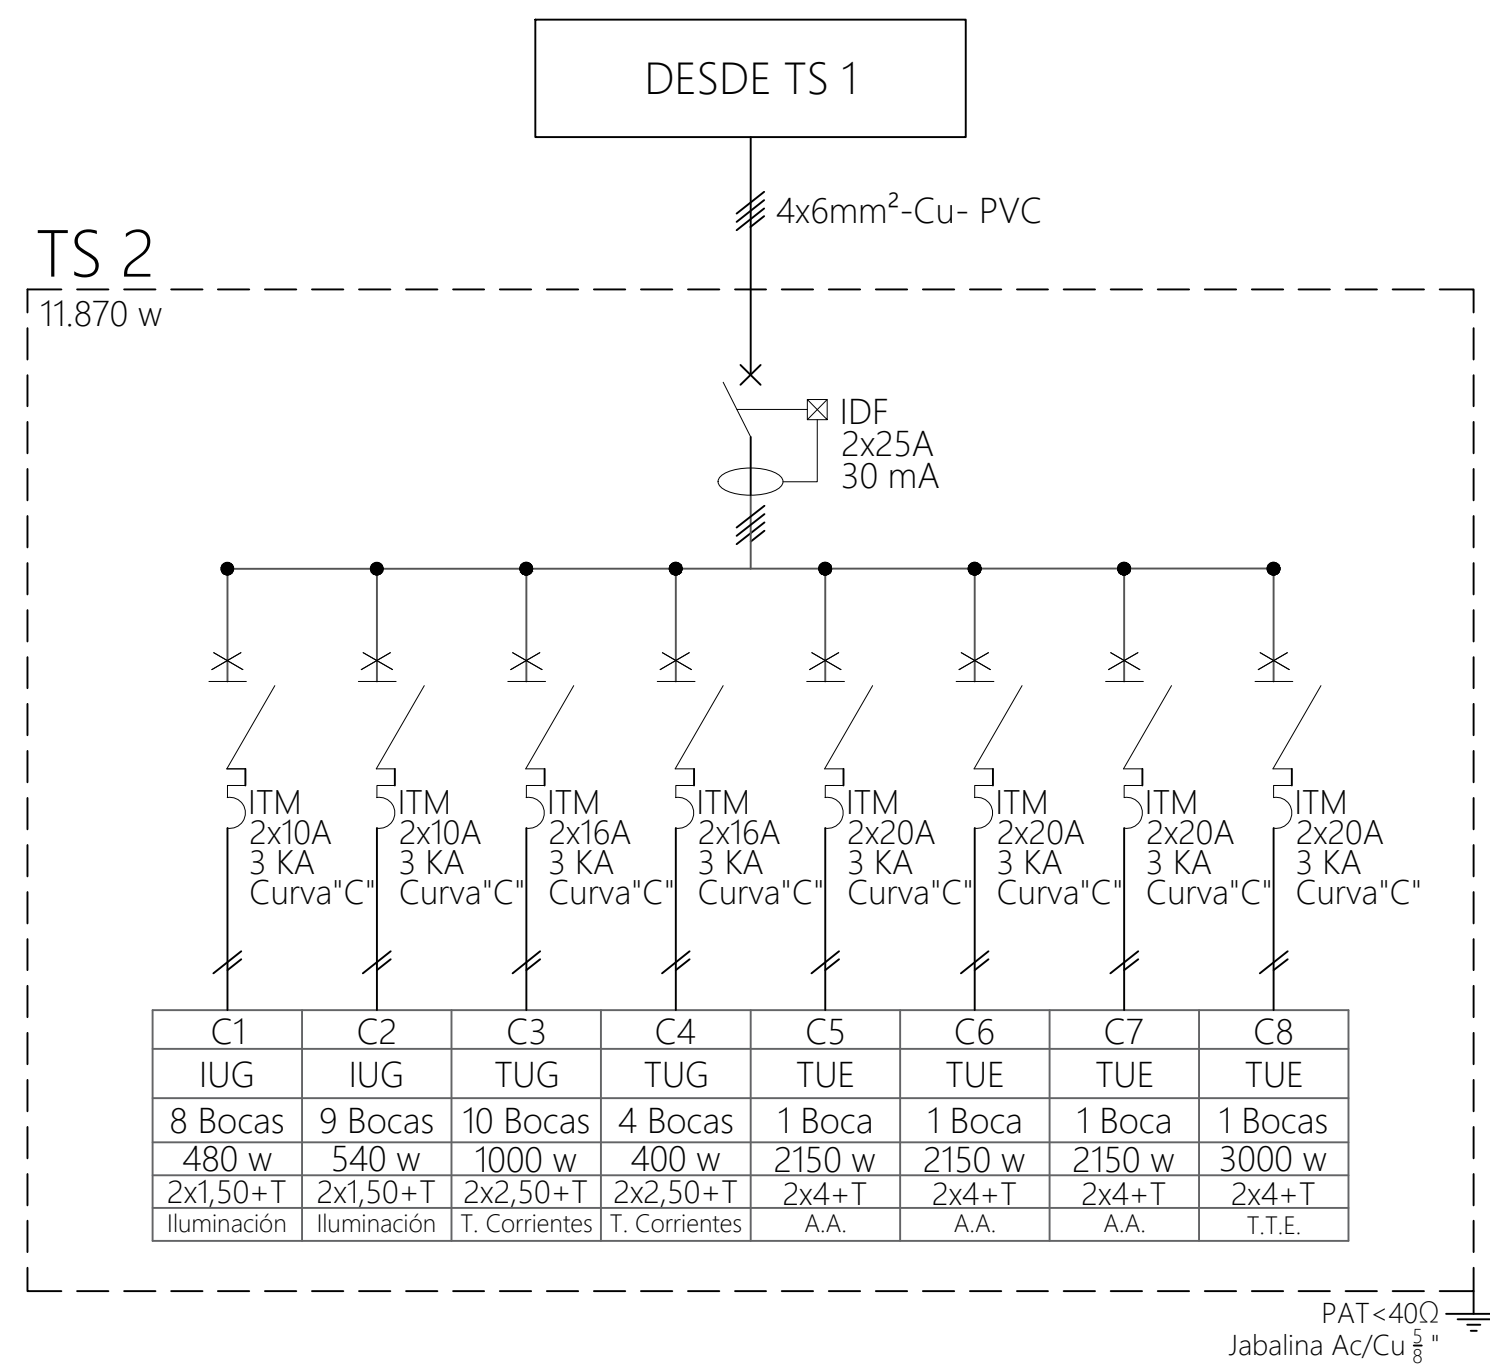 DESDE TS 1
4x6mm²-Cu- PVC
TS 2
11.870 w
IDF
2x25A
30 mA
ITM
2x10A
3 KA
Curva"C"
ITM
2x10A
3 KA
Curva"C"
ITM
2x16A
3 KA
Curva"C"
ITM
2x16A
3 KA
Curva"C"
ITM
2x20A
3 KA
Curva"C"
ITM
2x20A
3 KA
Curva"C"
ITM
2x20A
3 KA
Curva"C"
ITM
2x20A
3 KA
Curva"C"
C1 C2 C3 C4 C5 C6 C7 C8
IUG IUG TUG TUG TUE TUE TUE TUE
8 Bocas 9 Bocas 10 Bocas 4 Bocas 1 Boca 1 Boca 1 Boca 1 Bocas
480 w 540 w 1000 w 400 w 2150 w 2150 w 2150 w 3000 w
2x1,50+T 2x1,50+T 2x2,50+T 2x2,50+T 2x4+T 2x4+T 2x4+T 2x4+T
Iluminación Iluminación T. Corrientes T. Corrientes A.A. A.A. A.A. T.T.E.
PAT<40Ω
Jabalina Ac/Cu 5/8 "